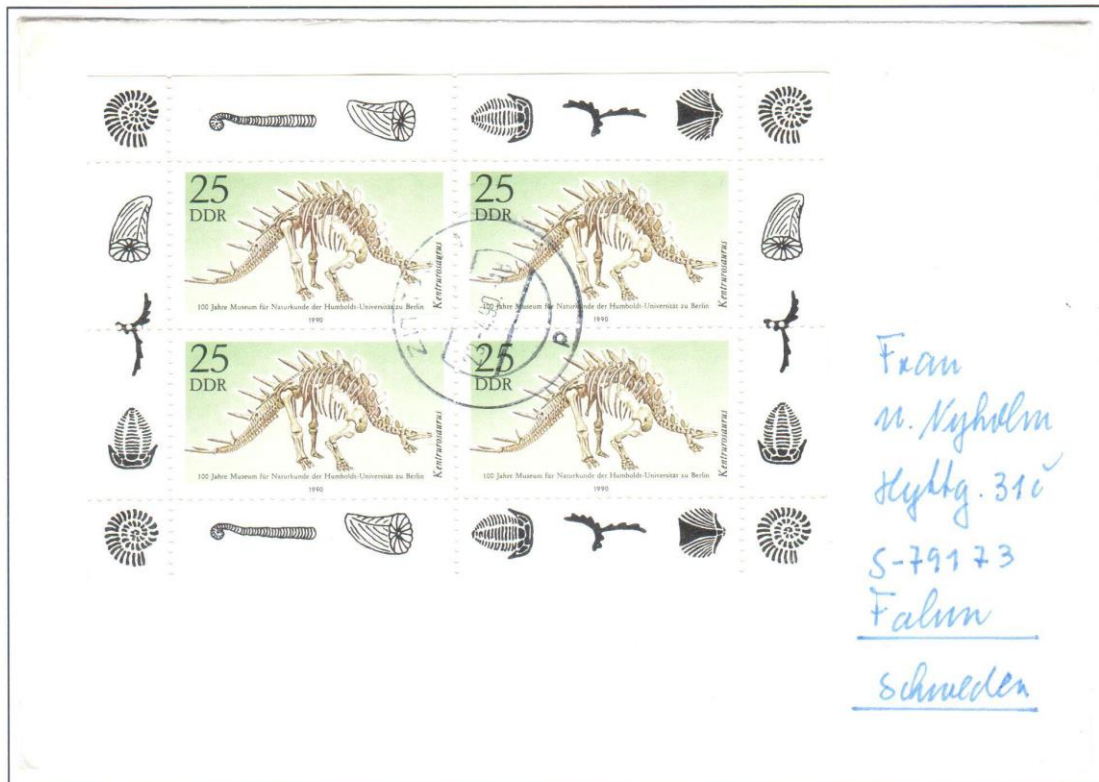 25
DDR
Kentrurosaurus
100 Jahre Museum für Naturkunde der Humboldt-Universität zu Berlin
1990
25
DDR
Kentrurosaurus
100 Jahre Museum für Naturkunde der Humboldt-Universität zu Berlin
1990
25
DDR
Kentrurosaurus
100 Jahre Museum für Naturkunde der Humboldt-Universität zu Berlin
1990
25
DDR
Kentrurosaurus
100 Jahre Museum für Naturkunde der Humboldt-Universität zu Berlin
1990
p
Frau
N. Nyholm
Hyttg.
S-79173
Falun
Schweden